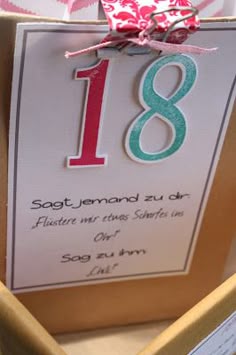 18
Sagt jemand zu dir:
„Flüstere mir etwas Scharfes ins
Ohr!"
Sag zu ihm:
„Chili"!